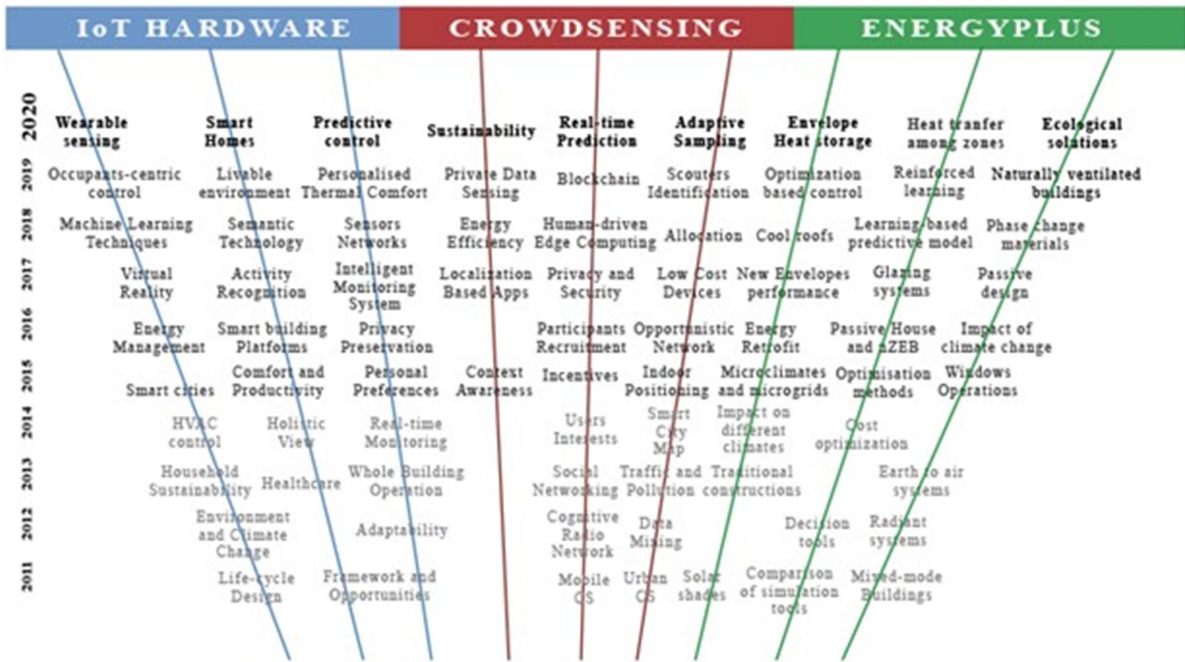 IoT HARDWARE CROWDSENSING ENERGYPLUS
2020
Wearable
sensing
Smart
Homes
Predictive
control
Sustainability
Real-time
Prediction
Adaptive
Sampling
Envelope
Heat storage
Heat tranfer
among zones
Ecological
solutions
2019
Occupants-centric
control
Livable
environment
Personalised
Thermal Comfort
Private Data
Sensing
Blockchain
Scouters
Identification
Optimization
based control
Reinforced
learning
Naturally ventilated
buildings
2018
Machine Learning
Techniques
Semantic
Technology
Sensors
Networks
Energy
Efficiency
Human-driven
Edge Computing
Allocation
Cool roofs
Learning-based
predictive model
Phase change
materials
2017
Virtual
Reality
Activity
Recognition
Intelligent
Monitoring
System
Localization
Based Apps
Privacy and
Security
Low Cost
Devices
New Envelopes
performance
Glazing
systems
Passive
design
2016
Energy
Management
Smart building
Platforms
Privacy
Preservation
Participants
Recruitment
Opportunistic
Network
Energy
Retrofit
Passive House
and nZEB
Impact of
climate change
2015
Smart cities
Comfort and
Productivity
Personal
Preferences
Context
Awareness
Incentives
Indoor
Positioning
Microclimates
and microgrids
Optimisation
methods
Windows
Operations
2014
HVAC
control
Holistic
View
Real-time
Monitoring
Users
Interests
Smart
City
Map
Impact on
different
climates
Cost
optimization
2013
Household
Sustainability
Healthcare
Whole Building
Operation
Social
Networking
Traffic and
Pollution
Traditional
constructions
Earth to air
systems
2012
Environment
and Climate
Change
Adaptability
Cognitive
Radio
Network
Data
Mining
Decision
tools
Radiant
systems
2011
Life-cycle
Design
Framework and
Opportunities
Mobile
CS
Urban
CS
Solar
shades
Comparison
of simulation
tools
Mixed-mode
Buildings